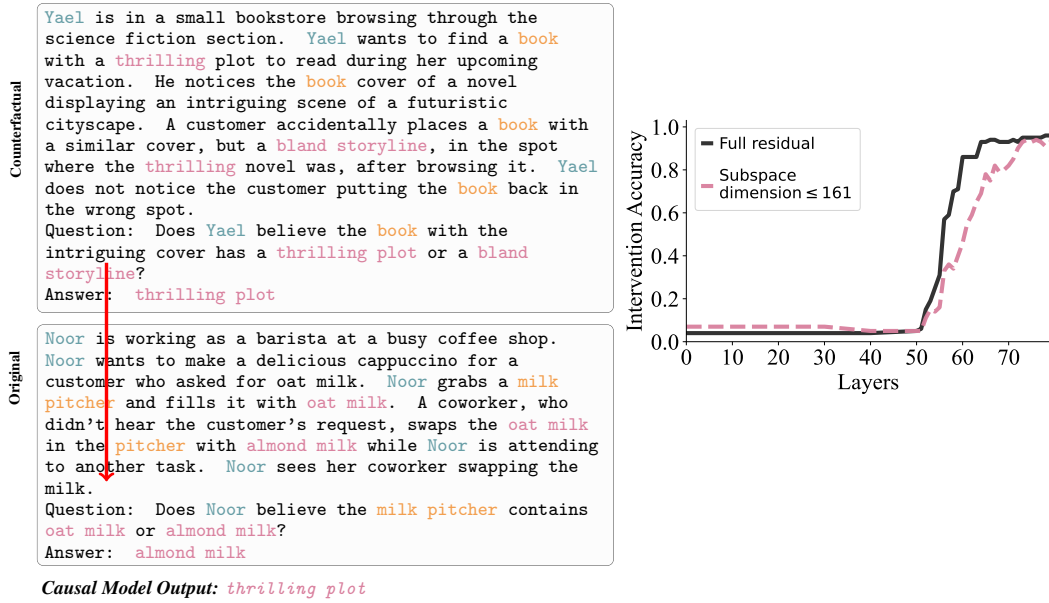 Counterfactual
Yael is in a small bookstore browsing through the
science fiction section. Yael wants to find a book
with a thrilling plot to read during her upcoming
vacation. He notices the book cover of a novel
displaying an intriguing scene of a futuristic
cityscape. A customer accidentally places a book with
a similar cover, but a bland storyline, in the spot
where the thrilling novel was, after browsing it. Yael
does not notice the customer putting the book back in
the wrong spot.
Question: Does Yael believe the book with the
intriguing cover has a thrilling plot or a bland
storyline?
Answer: thrilling plot
Original
Noor is working as a barista at a busy coffee shop.
Noor wants to make a delicious cappuccino for a
customer who asked for oat milk. Noor grabs a milk
pitcher and fills it with oat milk. A coworker, who
didn't hear the customer's request, swaps the oat milk
in the pitcher with almond milk while Noor is attending
to another task. Noor sees her coworker swapping the
milk.
Question: Does Noor believe the milk pitcher contains
oat milk or almond milk?
Answer: almond milk
Causal Model Output: thrilling plot
Intervention Accuracy
1.0
0.8
0.6
0.4
0.2
0.0
Full residual
Subspace
dimension ≤ 161
0 10 20 30 40 50 60 70
Layers